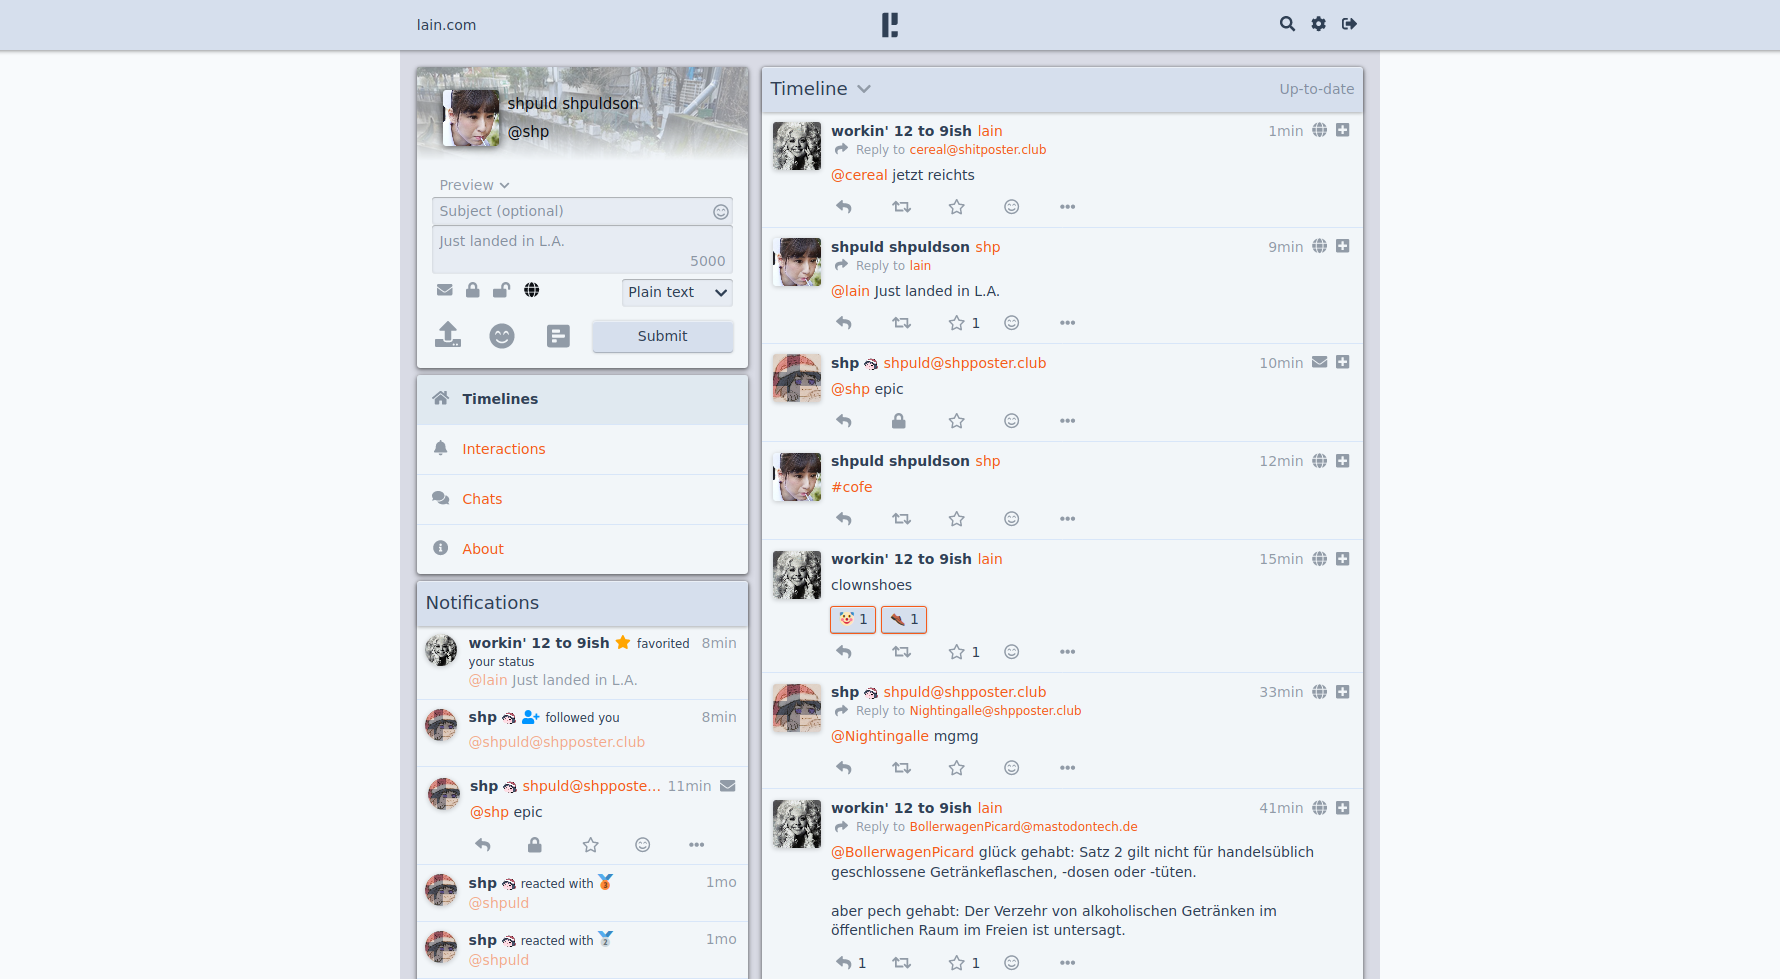 lain.com
shpuld shpuldson
@shp
Preview
Subject (optional)
Just landed in L.A.
5000
Plain text
Submit
Timelines
Interactions
Chats
About
Notifications
workin' 12 to 9ish favorited 8min
your status
@lain Just landed in L.A.
shp followed you 8min
@shpuld@shpposter.club
shp shpuld@shpposte... 11min
@shp epic
shp reacted with 1mo
@shpuld
shp reacted with 1mo
@shpuld
Timeline Up-to-date
workin' 12 to 9ish lain 1min
Reply to cereal@shitposter.club
@cereal jetzt reichts
shpuld shpuldson shp 9min
Reply to lain
@lain Just landed in L.A.
1
shp shpuld@shpposter.club 10min
@shp epic
shpuld shpuldson shp 12min
#cofe
workin' 12 to 9ish lain 15min
clownshoes
1 1
1
shp shpuld@shpposter.club 33min
Reply to Nightingalle@shpposter.club
@Nightingalle mgmg
workin' 12 to 9ish lain 41min
Reply to BollerwagenPicard@mastodontech.de
@BollerwagenPicard glück gehabt: Satz 2 gilt nicht für handelsüblich
geschlossene Getränkeflaschen, -dosen oder -tüten.
aber pech gehabt: Der Verzehr von alkoholischen Getränken im
öffentlichen Raum im Freien ist untersagt.
1 1